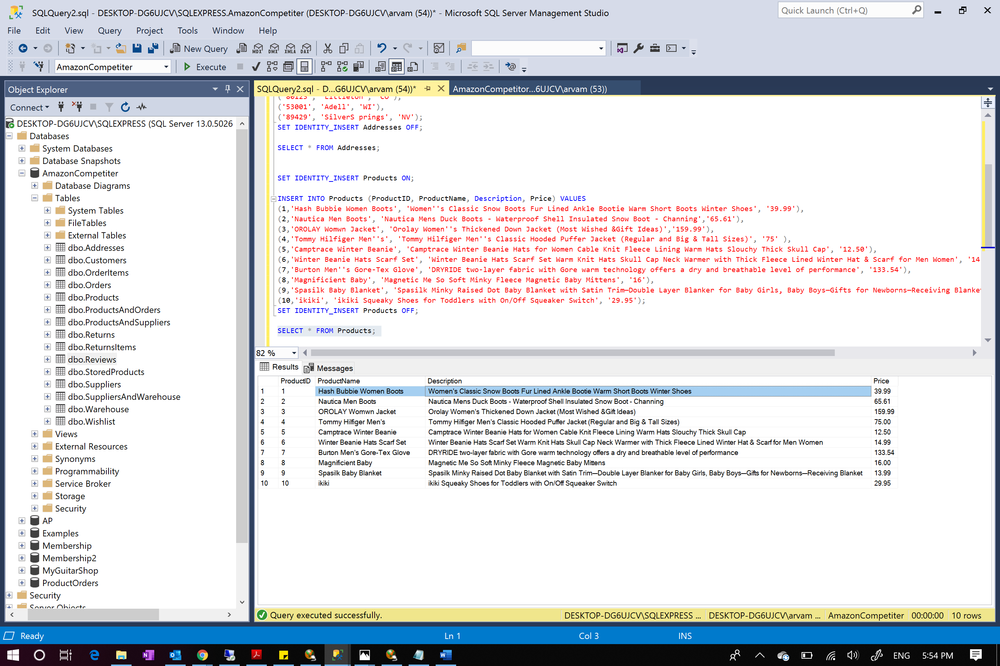 SQLQuery2.sql - DESKTOP-DG6UJCV\SQLEXPRESS.AmazonCompetiter (DESKTOP-DG6UJCV\arvam (54))* - Microsoft SQL Server Management Studio
Quick Launch (Ctrl+Q)
File Edit View Query Project Tools Window Help
New Query MDX DMX XMLA DAX
AmazonCompetiter Execute
Object Explorer
Connect
DESKTOP-DG6UJCV\SQLEXPRESS (SQL Server 13.0.5026
Databases
System Databases
Database Snapshots
AmazonCompetiter
Database Diagrams
Tables
System Tables
FileTables
External Tables
dbo.Addresses
dbo.Customers
dbo.OrderItems
dbo.Orders
dbo.Products
dbo.ProductsAndOrders
dbo.ProductsAndSuppliers
dbo.Returns
dbo.ReturnsItems
dbo.Reviews
dbo.StoredProducts
dbo.Suppliers
dbo.SuppliersAndWarehouse
dbo.Warehouse
dbo.Wishlist
Views
External Resources
Synonyms
Programmability
Service Broker
Storage
Security
AP
Examples
Membership
Membership2
MyGuitarShop
ProductOrders
Security
Server Objects
SQLQuery2.sql - D...G6UJCV\arvam (54))* AmazonCompetitor...6UJCV\arvam (53))
('80123', 'Littleton', 'CO'),
('53001', 'Adell', 'WI'),
('89429', 'SilverS prings', 'NV');
SET IDENTITY_INSERT Addresses OFF;
SELECT * FROM Addresses;
SET IDENTITY_INSERT Products ON;
INSERT INTO Products (ProductID, ProductName, Description, Price) VALUES
(1,'Hash Bubbie Women Boots', 'Women''s Classic Snow Boots Fur Lined Ankle Bootie Warm Short Boots Winter Shoes', '39.99'),
(2,'Nautica Men Boots', 'Nautica Mens Duck Boots - Waterproof Shell Insulated Snow Boot - Channing','65.61'),
(3,'OROLAY Womwn Jacket', 'Orolay Women''s Thickened Down Jacket (Most Wished &Gift Ideas)','159.99'),
(4,'Tommy Hilfiger Men''s', 'Tommy Hilfiger Men''s Classic Hooded Puffer Jacket (Regular and Big & Tall Sizes)', '75' ),
(5,'Camptrace Winter Beanie', 'Camptrace Winter Beanie Hats for Women Cable Knit Fleece Lining Warm Hats Slouchy Thick Skull Cap', '12.50'),
(6,'Winter Beanie Hats Scarf Set', 'Winter Beanie Hats Scarf Set Warm Knit Hats Skull Cap Neck Warmer with Thick Fleece Lined Winter Hat & Scarf for Men Women', '14
(7,'Burton Men''s Gore-Tex Glove', 'DRYRIDE two-layer fabric with Gore warm technology offers a dry and breathable level of performance', '133.54'),
(8,'Magnificient Baby', 'Magnetic Me So Soft Minky Fleece Magnetic Baby Mittens', '16'),
(9,'Spasilk Baby Blanket', 'Spasilk Minky Raised Dot Baby Blanket with Satin Trim—Double Layer Blanker for Baby Girls, Baby Boys—Gifts for Newborns—Receiving Blanket
(10,'ikiki', 'ikiki Squeaky Shoes for Toddlers with On/Off Squeaker Switch', '29.95');
SET IDENTITY_INSERT Products OFF;
SELECT * FROM Products;
82 %
Results Messages
ProductID ProductName Description Price
1 1 Hash Bubbie Women Boots Women's Classic Snow Boots Fur Lined Ankle Bootie Warm Short Boots Winter Shoes 39.99
2 2 Nautica Men Boots Nautica Mens Duck Boots - Waterproof Shell Insulated Snow Boot - Channing 65.61
3 3 OROLAY Womwn Jacket Orolay Women's Thickened Down Jacket (Most Wished &Gift Ideas) 159.99
4 4 Tommy Hilfiger Men's Tommy Hilfiger Men's Classic Hooded Puffer Jacket (Regular and Big & Tall Sizes) 75.00
5 5 Camptrace Winter Beanie Camptrace Winter Beanie Hats for Women Cable Knit Fleece Lining Warm Hats Slouchy Thick Skull Cap 12.50
6 6 Winter Beanie Hats Scarf Set Winter Beanie Hats Scarf Set Warm Knit Hats Skull Cap Neck Warmer with Thick Fleece Lined Winter Hat & Scarf for Men Women 14.99
7 7 Burton Men's Gore-Tex Glove DRYRIDE two-layer fabric with Gore warm technology offers a dry and breathable level of performance 133.54
8 8 Magnificient Baby Magnetic Me So Soft Minky Fleece Magnetic Baby Mittens 16.00
9 9 Spasilk Baby Blanket Spasilk Minky Raised Dot Baby Blanket with Satin Trim—Double Layer Blanker for Baby Girls, Baby Boys—Gifts for Newborns—Receiving Blanket 13.99
10 10 ikiki ikiki Squeaky Shoes for Toddlers with On/Off Squeaker Switch 29.95
Query executed successfully. DESKTOP-DG6UJCV\SQLEXPRESS ... DESKTOP-DG6UJCV\arvam ... AmazonCompetiter 00:00:00 10 rows
Ready Ln 1 Col 3 INS
ENG 5:54 PM